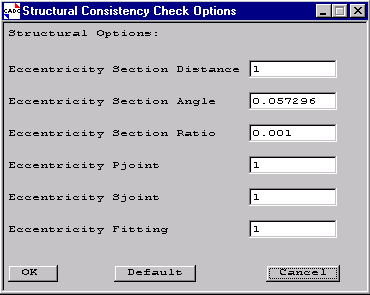 CADC Structural Consistency Check Options
Structural Options:
Eccentricity Section Distance 1
Eccentricity Section Angle 0.057296
Eccentricity Section Ratio 0.001
Eccentricity Pjoint 1
Eccentricity Sjoint 1
Eccentricity Fitting 1
OK Default Cancel